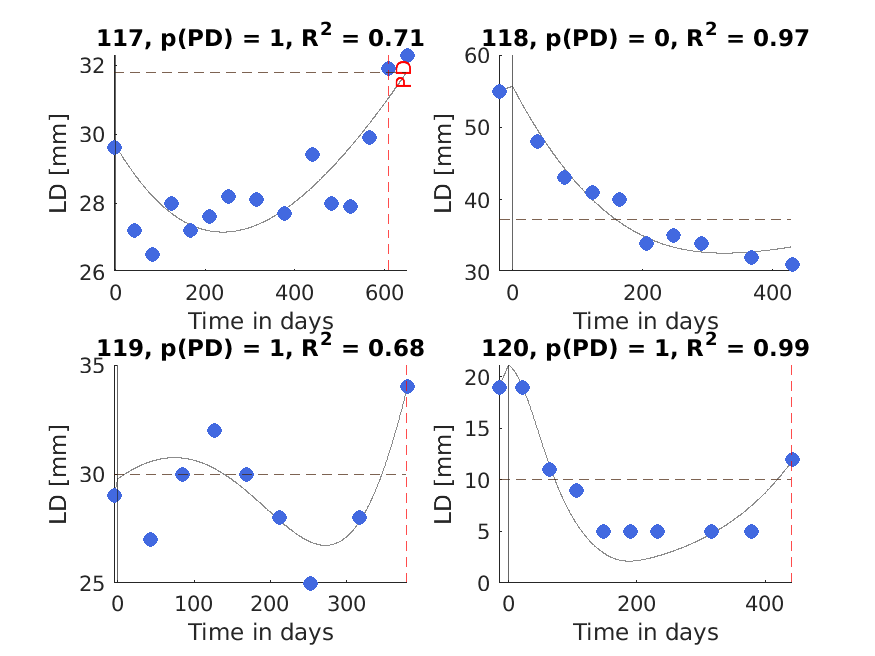 117, p(PD) = 1, R² = 0.71
LD [mm]
32
30
28
26
PD
0 200 400 600
Time in days
118, p(PD) = 0, R² = 0.97
LD [mm]
60
50
40
30
0 200 400
Time in days
119, p(PD) = 1, R² = 0.68
LD [mm]
35
30
25
0 100 200 300
Time in days
120, p(PD) = 1, R² = 0.99
LD [mm]
20
15
10
5
0
0 200 400
Time in days